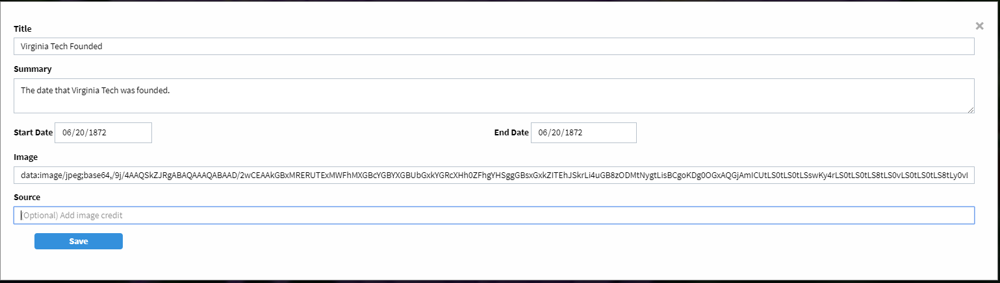 Title
Virginia Tech Founded
Summary
The date that Virginia Tech was founded.
Start Date 06/20/1872 End Date 06/20/1872
Image
data:image/jpeg;base64,/9j/4AAQSkZJRgABAQAAAQABAAD/2wCEAAkGBxMRERUTExMWFhMXGBcYGBYXGBUbGxkYGRcXHh0ZFhgYHSggGBsxGxkZITEhJSkrLi4uGB8zODMtNygtLisBCgoKDg0OGxAQGjAmICUtLS0tLS0tLSswKy4rLS0tLS0tLS8tLS0vLS0tLS0tLS8tLy0vI
Source
(Optional) Add image credit
Save